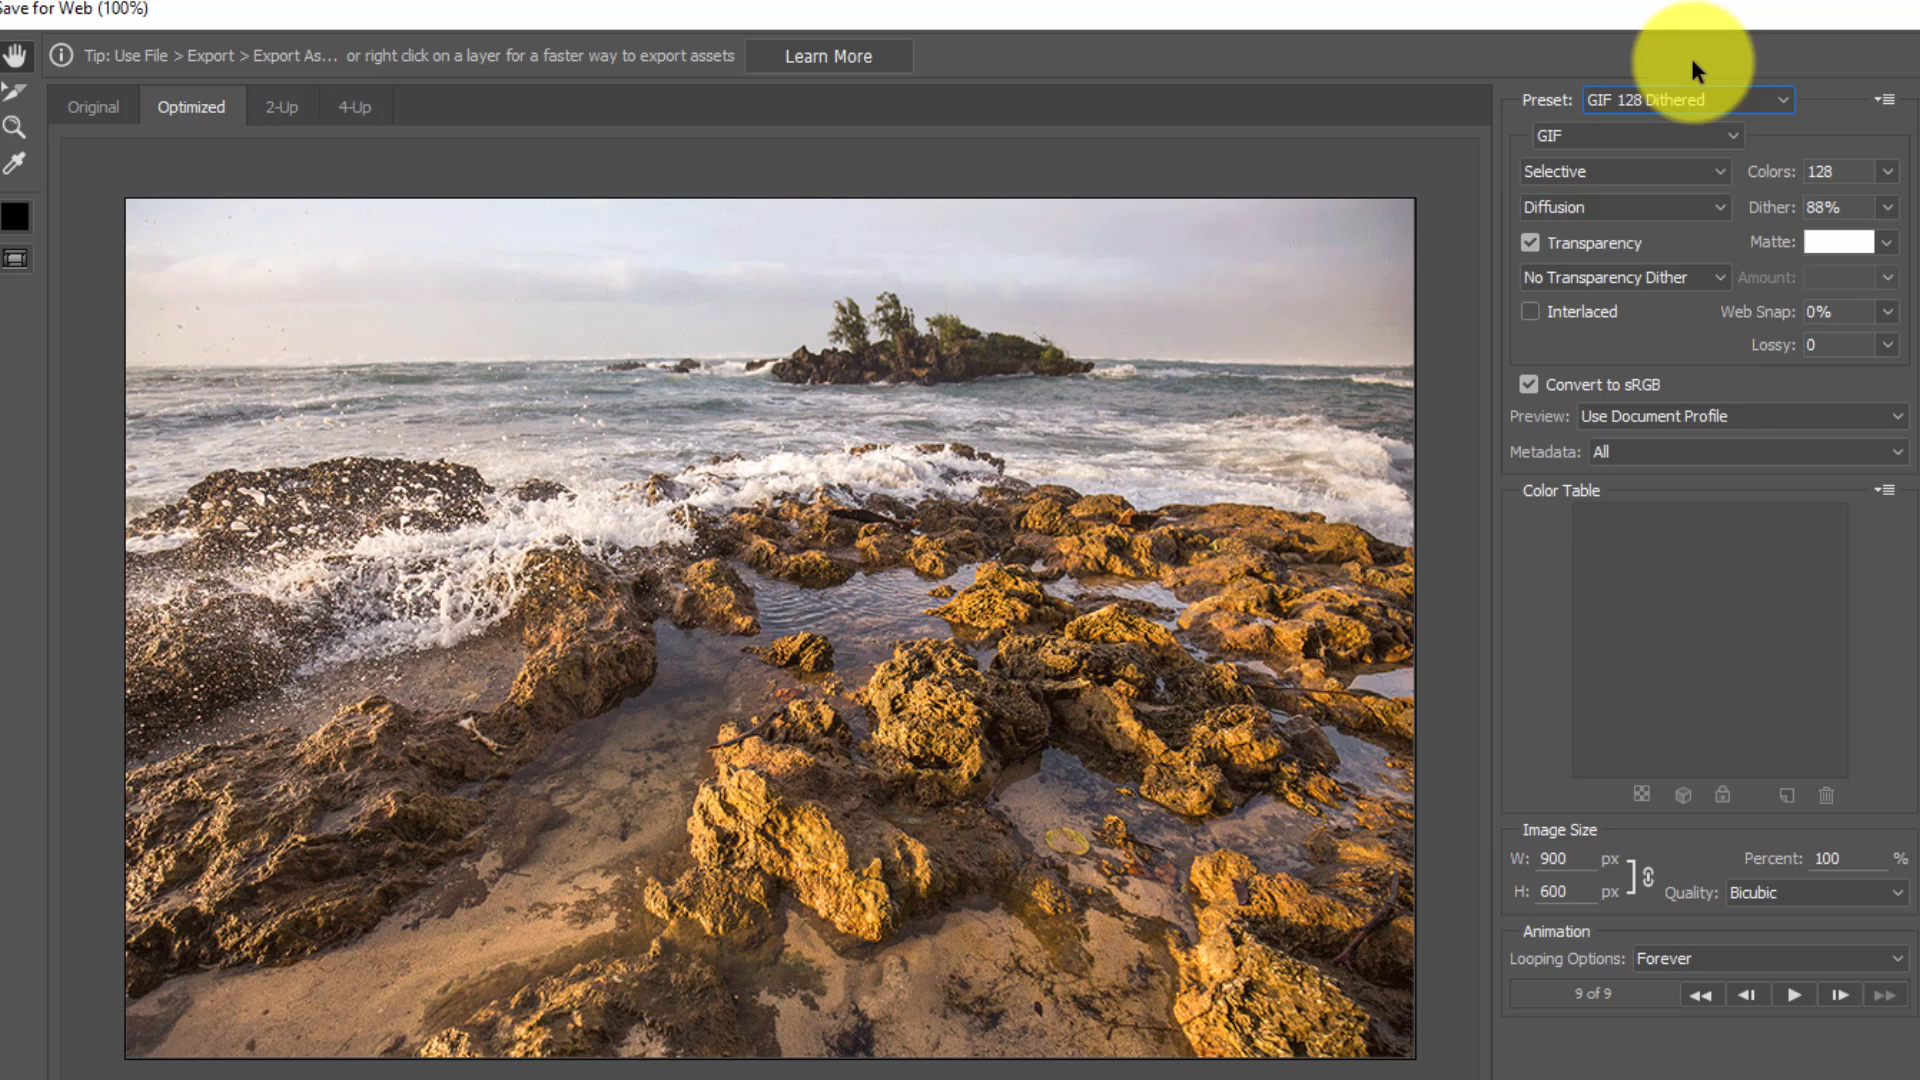 Save for Web (100%)
Tip: Use File > Export > Export As... or right click on a layer for a faster way to export assets
Learn More
Original
Optimized
2-Up
4-Up
Preset: GIF 128 Dithered
GIF
Selective
Colors: 128
Diffusion
Dither: 88%
Transparency
Matte:
No Transparency Dither
Amount:
Interlaced
Web Snap: 0%
Lossy: 0
Convert to sRGB
Preview: Use Document Profile
Metadata: All
Color Table
Image Size
W: 900 px
Percent: 100 %
H: 600 px
Quality: Bicubic
Animation
Looping Options: Forever
9 of 9